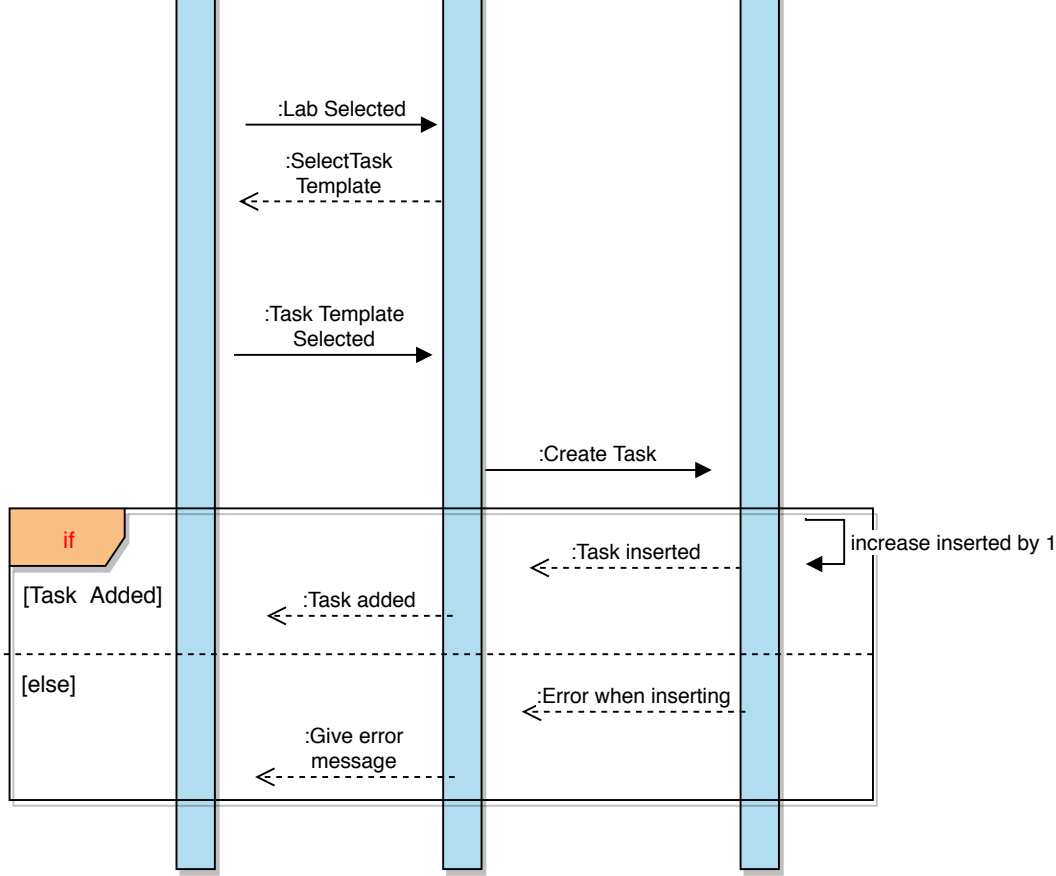 :Lab Selected
:SelectTask
Template
:Task Template
Selected
:Create Task
if
increase inserted by 1
:Task inserted
[Task  Added]
:Task added
[else]
:Error when inserting
:Give error
message